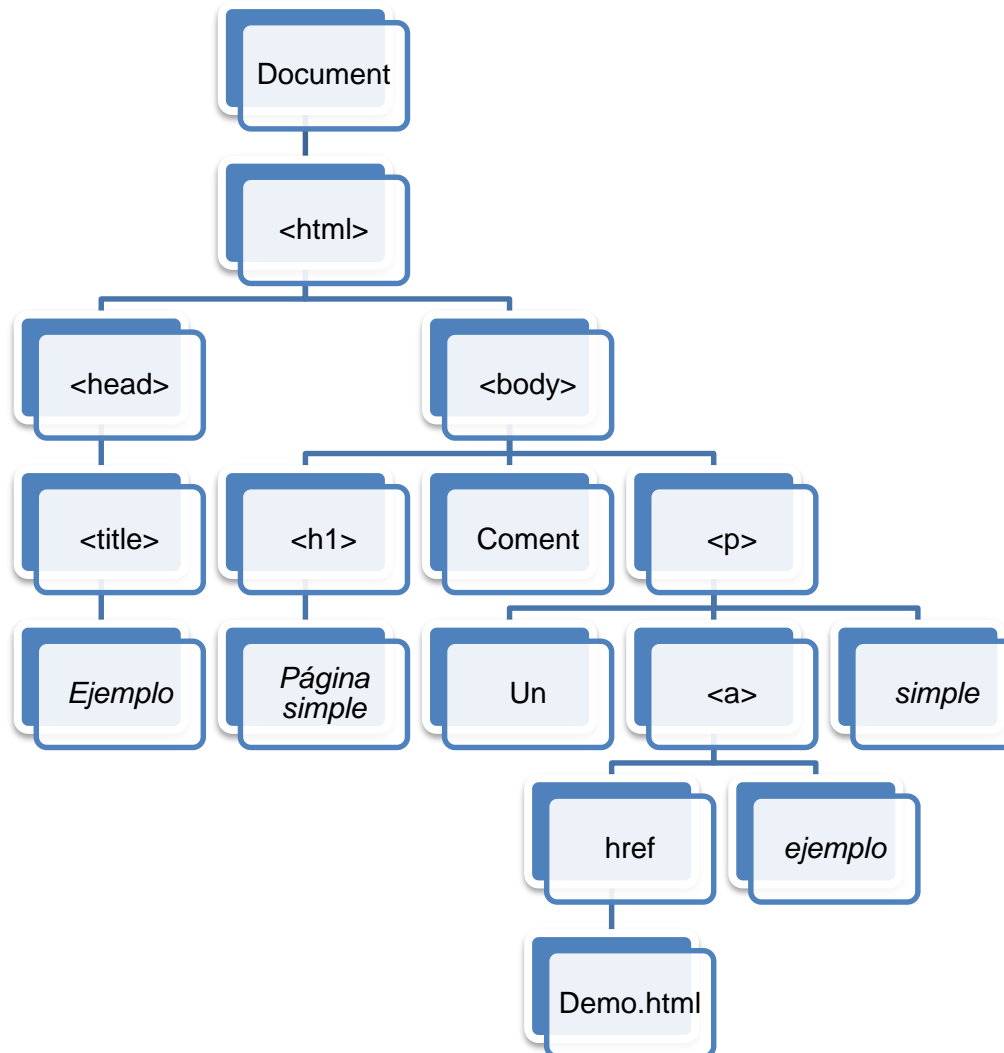 Document
<html>
<head>
<body>
<title>
<h1>
Coment
<p>
Ejemplo
Página
simple
Un
<a>
simple
href
ejemplo
Demo.html